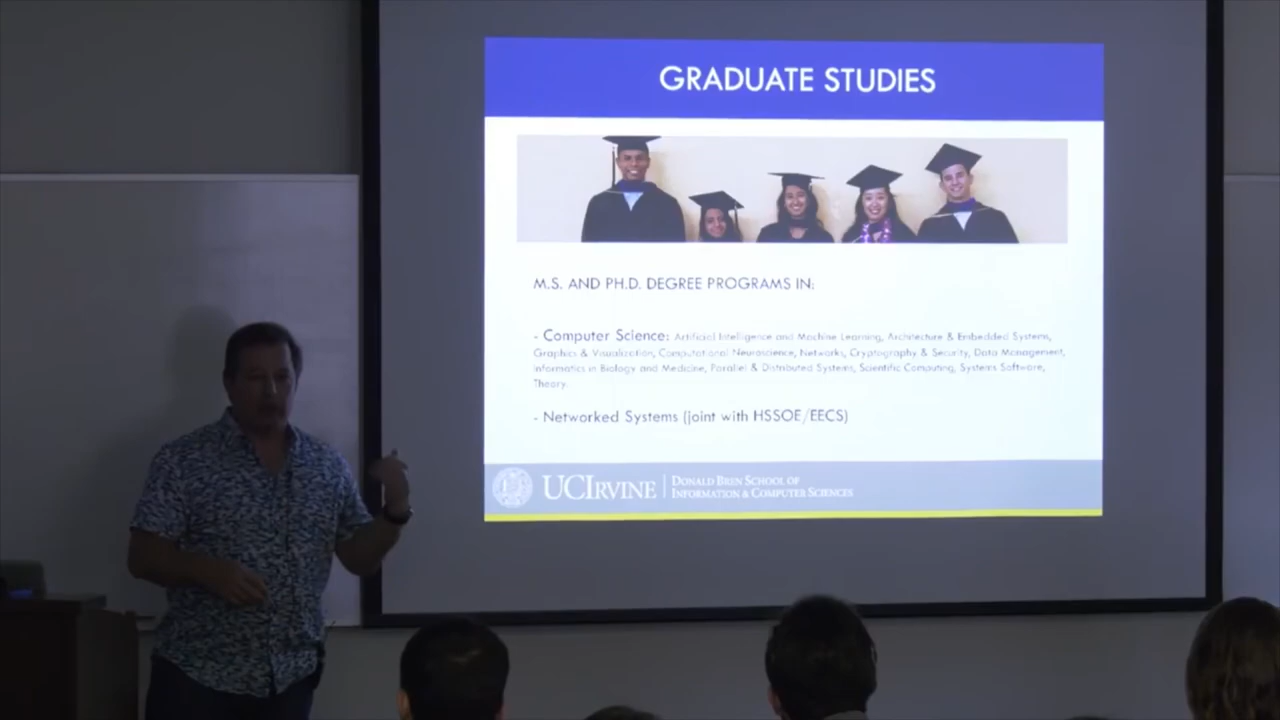 GRADUATE STUDIES
M.S. AND PH.D. DEGREE PROGRAMS IN:
- Computer Science: Artificial Intelligence and Machine Learning, Architecture & Embedded Systems,
Graphics & Visualization, Computational Neuroscience, Networks, Cryptography & Security, Data Management,
Informatics in Biology and Medicine, Parallel & Distributed Systems, Scientific Computing, Systems Software,
Theory.
- Networked Systems (joint with HSSOE/EECS)
UCIRVINE
DONALD BREN SCHOOL OF
INFORMATION & COMPUTER SCIENCES